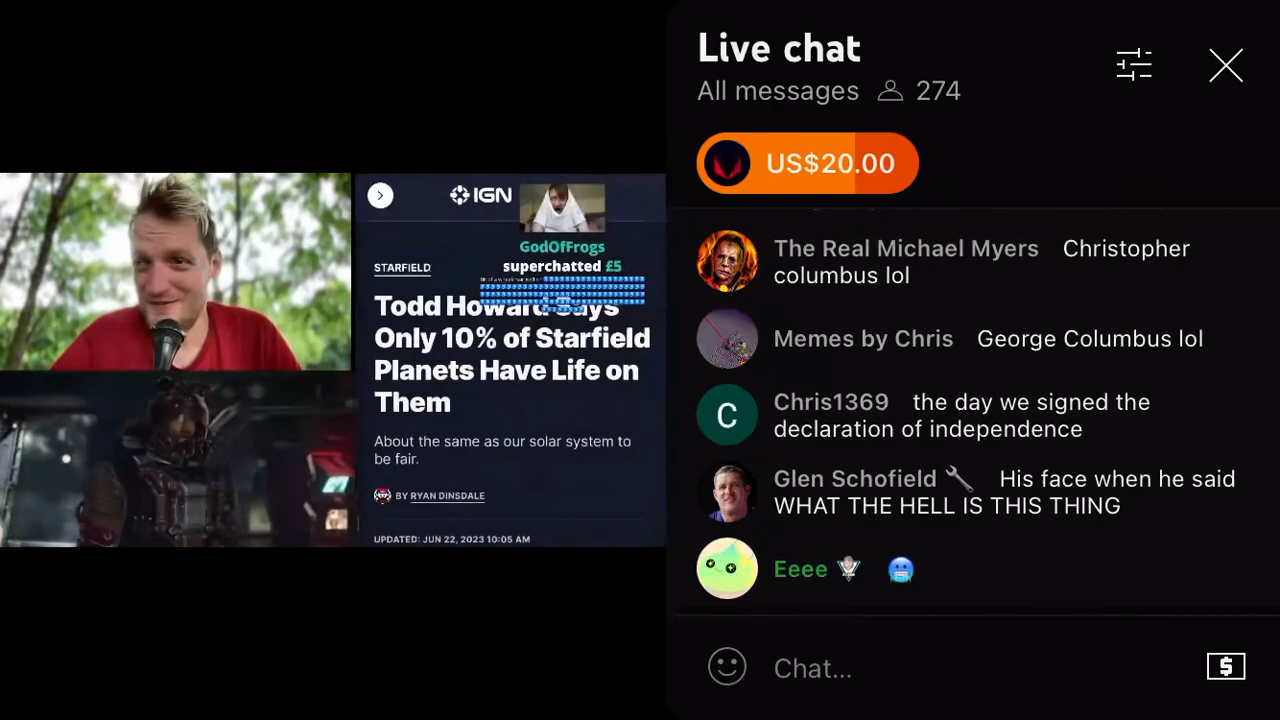 IGN
GodOfFrogs
superchatted £5
STARFIELD
Todd Howard Says
Only 10% of Starfield
Planets Have Life on
Them
About the same as our solar system to
be fair.
BY RYAN DINSDALE
UPDATED: JUN 22, 2023 10:05 AM
Live chat
All messages 274
US$20.00
The Real Michael Myers Christopher
columbus lol
Memes by Chris George Columbus lol
C Chris1369 the day we signed the
declaration of independence
Glen Schofield 🔧 His face when he said
WHAT THE HELL IS THIS THING
Eeee 🥶
Chat...